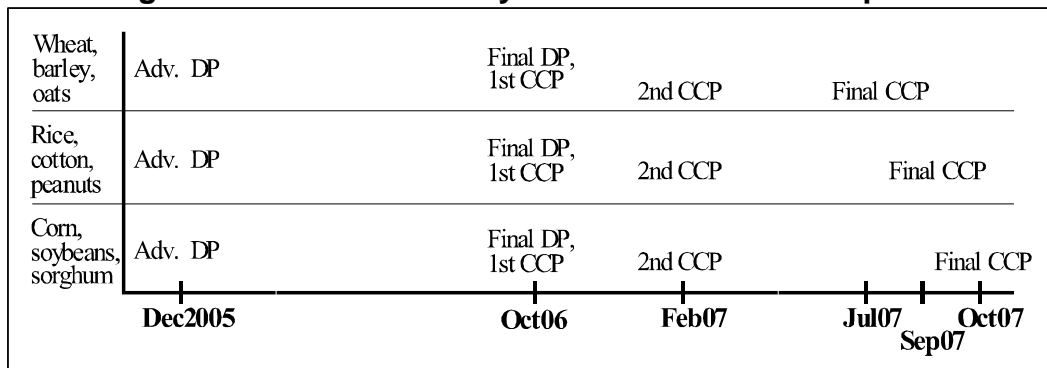 Wheat,
barley,
oats
Adv. DP
Final DP,
1st CCP
2nd CCP
Final CCP
Rice,
cotton,
peanuts
Adv. DP
Final DP,
1st CCP
2nd CCP
Final CCP
Corn,
soybeans,
sorghum
Adv. DP
Final DP,
1st CCP
2nd CCP
Final CCP
Dec2005
Oct06
Feb07
Jul07
Sep07
Oct07